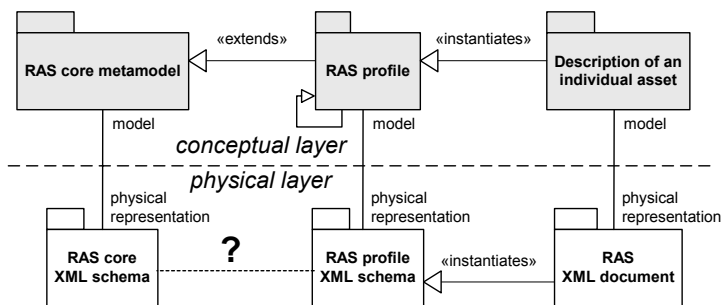 «extends»
«instantiates»
RAS core metamodel
RAS profile
Description of an
individual asset
model
model
model
conceptual layer
physical layer
physical
representation
physical
representation
physical
representation
RAS core
XML schema
?
RAS profile
XML schema
«instantiates»
RAS
XML document